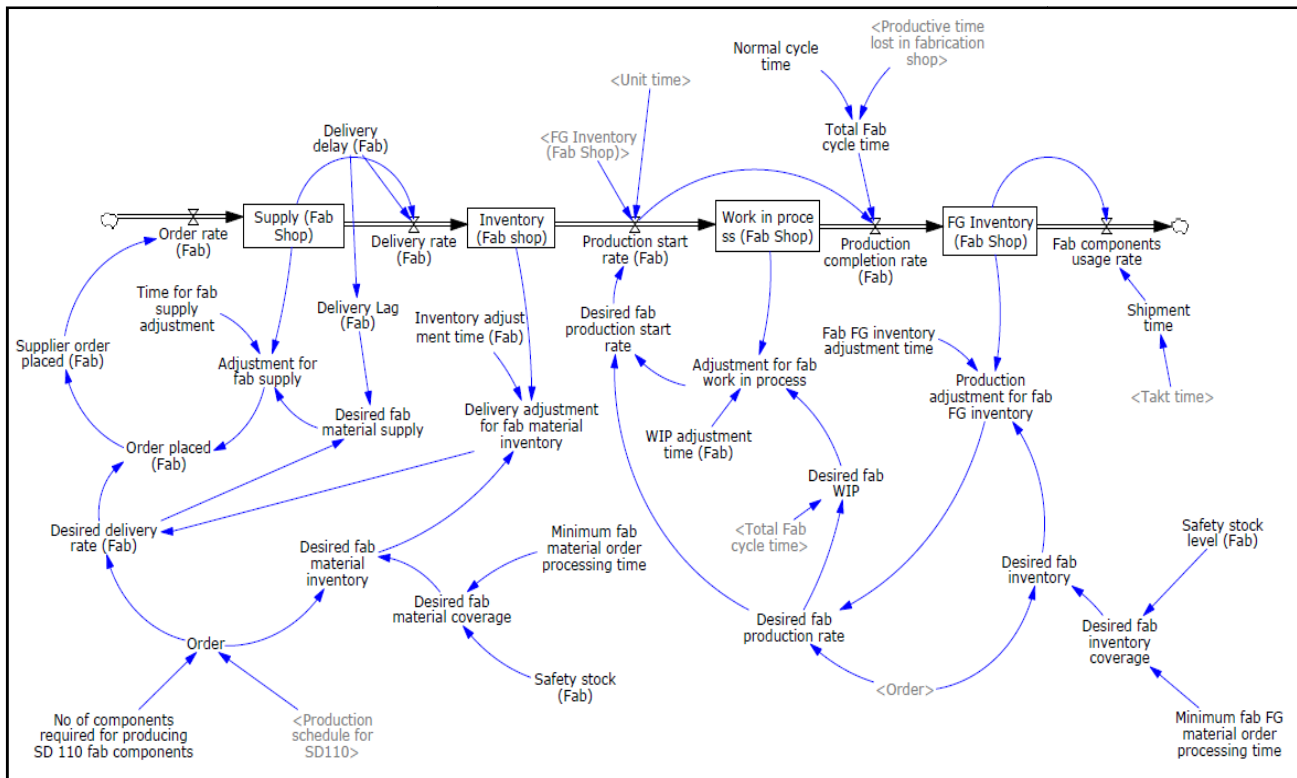 Normal cycle
time
<Productive time
lost in fabrication
shop>
<Unit time>
Delivery
delay (Fab)
<FG Inventory
(Fab Shop)>
Total Fab
cycle time
Order rate
(Fab)
Supply (Fab
Shop)
Delivery rate
(Fab)
Inventory
(Fab shop)
Production start
rate (Fab)
Work in proce
ss (Fab Shop)
Production
completion rate
(Fab)
FG Inventory
(Fab Shop)
Fab components
usage rate
Time for fab
supply
adjustment
Delivery Lag
(Fab)
Inventory adjust
ment time (Fab)
Desired fab
production start
rate
Shipment
time
Supplier order
placed (Fab)
Adjustment for
fab supply
Fab FG inventory
adjustment time
Adjustment for fab
work in process
Production
adjustment for fab
FG inventory
<Takt time>
Desired fab
material supply
Delivery adjustment
for fab material
inventory
Order placed
(Fab)
WIP adjustment
time (Fab)
Desired fab
WIP
Desired delivery
rate (Fab)
Desired fab
material
inventory
Minimum fab
material order
processing time
<Total Fab
cycle time>
Safety stock
level (Fab)
Desired fab
inventory
Desired fab
material coverage
Desired fab
production rate
Desired fab
inventory
coverage
Order
Safety stock
(Fab)
<Order>
No of components
required for producing
SD 110 fab components
<Production
schedule for
SD110>
Minimum fab FG
material order
processing time